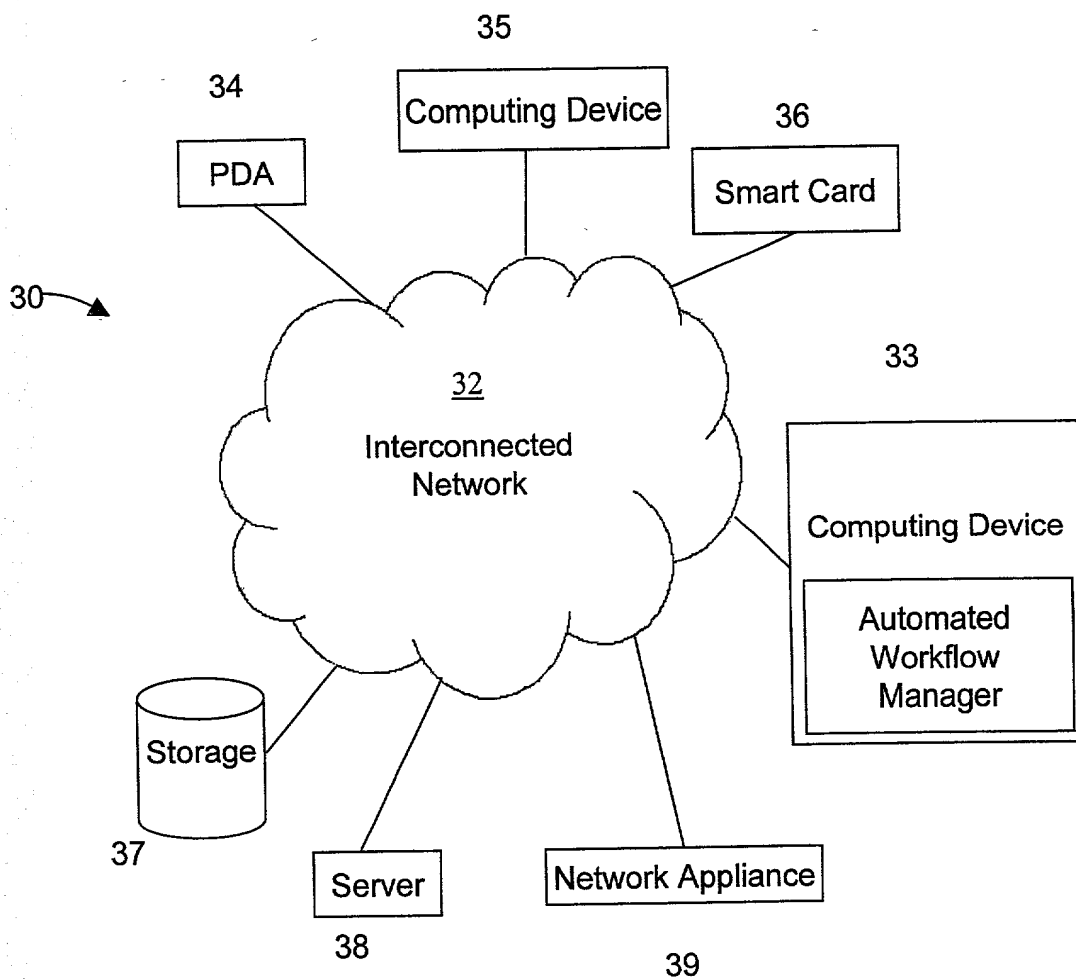 35
Computing Device
34
PDA
36
Smart Card
30
33
32
Interconnected
Network
Computing Device
Automated
Workflow
Manager
Storage
37
Server
38
Network Appliance
39